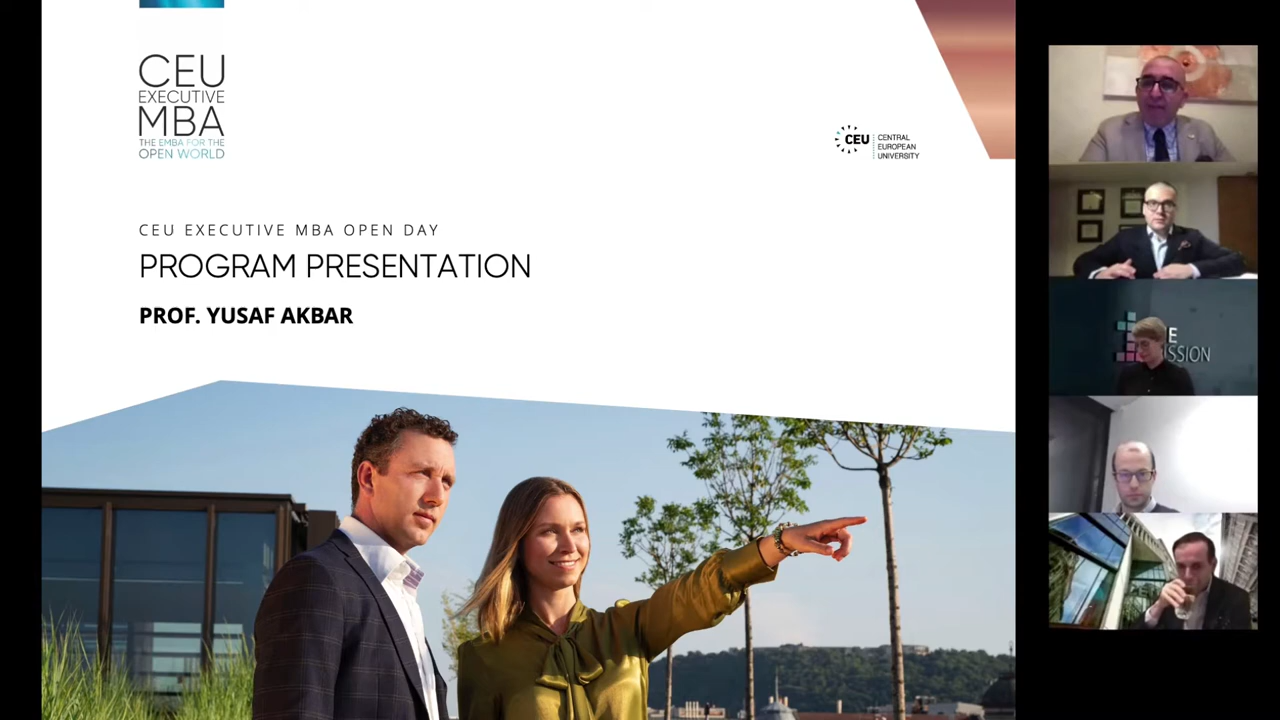 CEU
EXECUTIVE
MBA
THE EMBA FOR THE
OPEN WORLD
CEU
CENTRAL
EUROPEAN
UNIVERSITY
CEU EXECUTIVE MBA OPEN DAY
PROGRAM PRESENTATION
PROF. YUSAF AKBAR